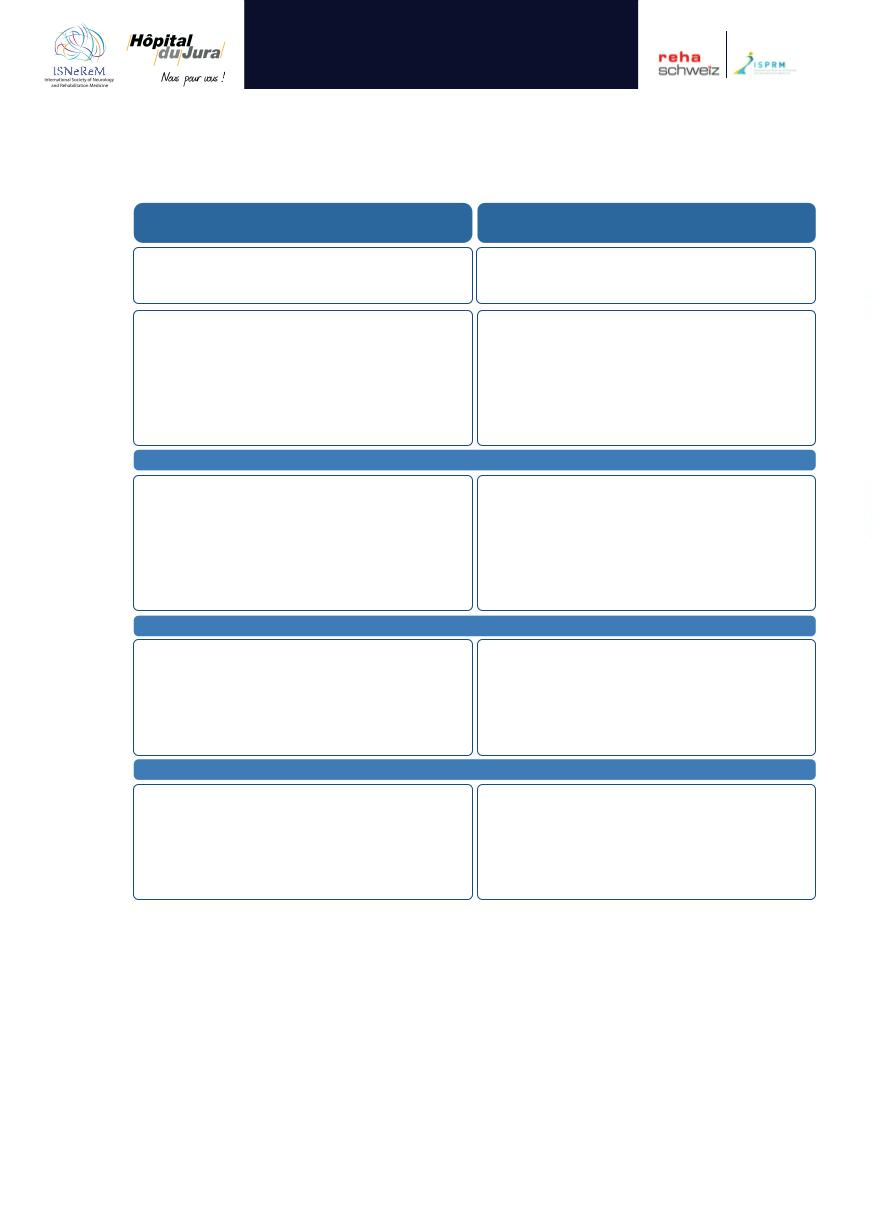 ISNeReM
International Society of Neurology
and Rehabilitation Medicine
Hôpital
du Jura
Nous pour vous !
reha
schweiz
ISPRM